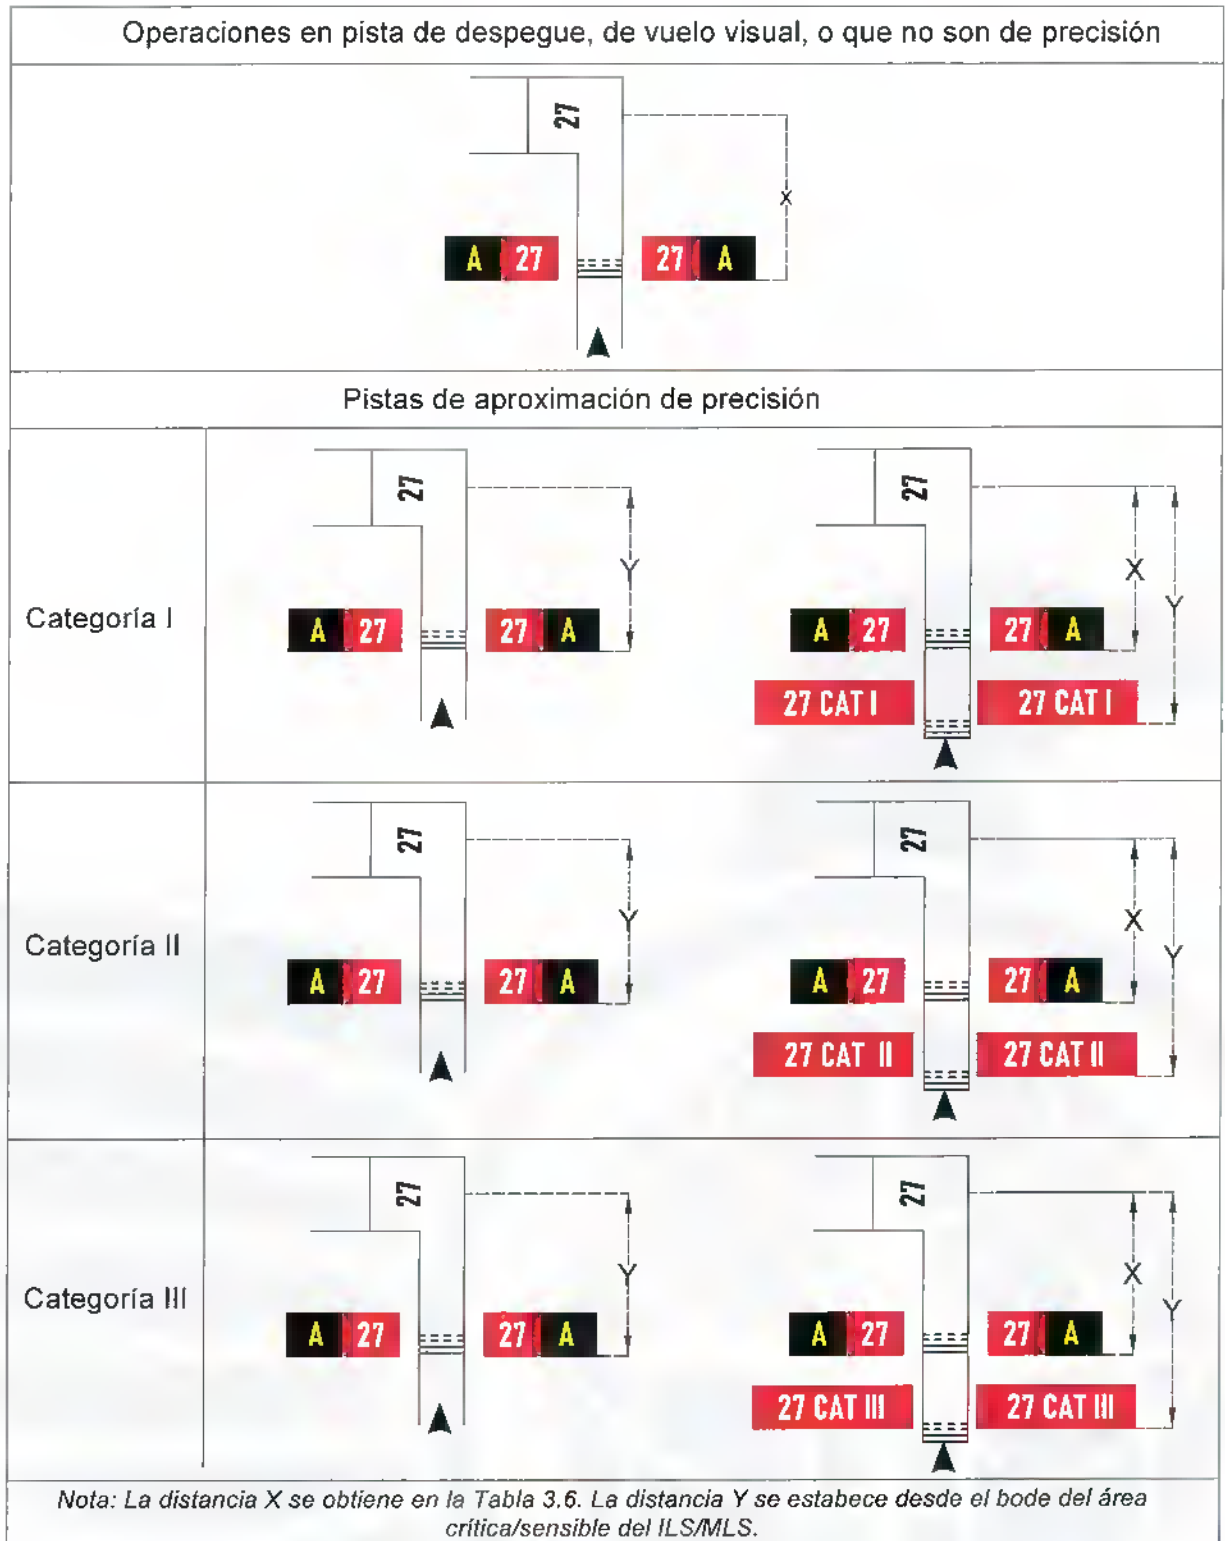 Operaciones en pista de despegue, de vuelo visual, o que no son de precisión
27
X
A 27
27 A
Pistas de aproximación de precisión
Categoría I
27
Y
A 27
27 A
27
X
Y
A 27
27 A
27 CAT I
27 CAT I
Categoría II
27
Y
A 27
27 A
27
X
Y
A 27
27 A
27 CAT II
27 CAT II
Categoría III
27
Y
A 27
27 A
27
X
Y
A 27
27 A
27 CAT III
27 CAT III
Nota: La distancia X se obtiene en la Tabla 3.6. La distancia Y se estabece desde el bode del área
crítica/sensible del ILS/MLS.